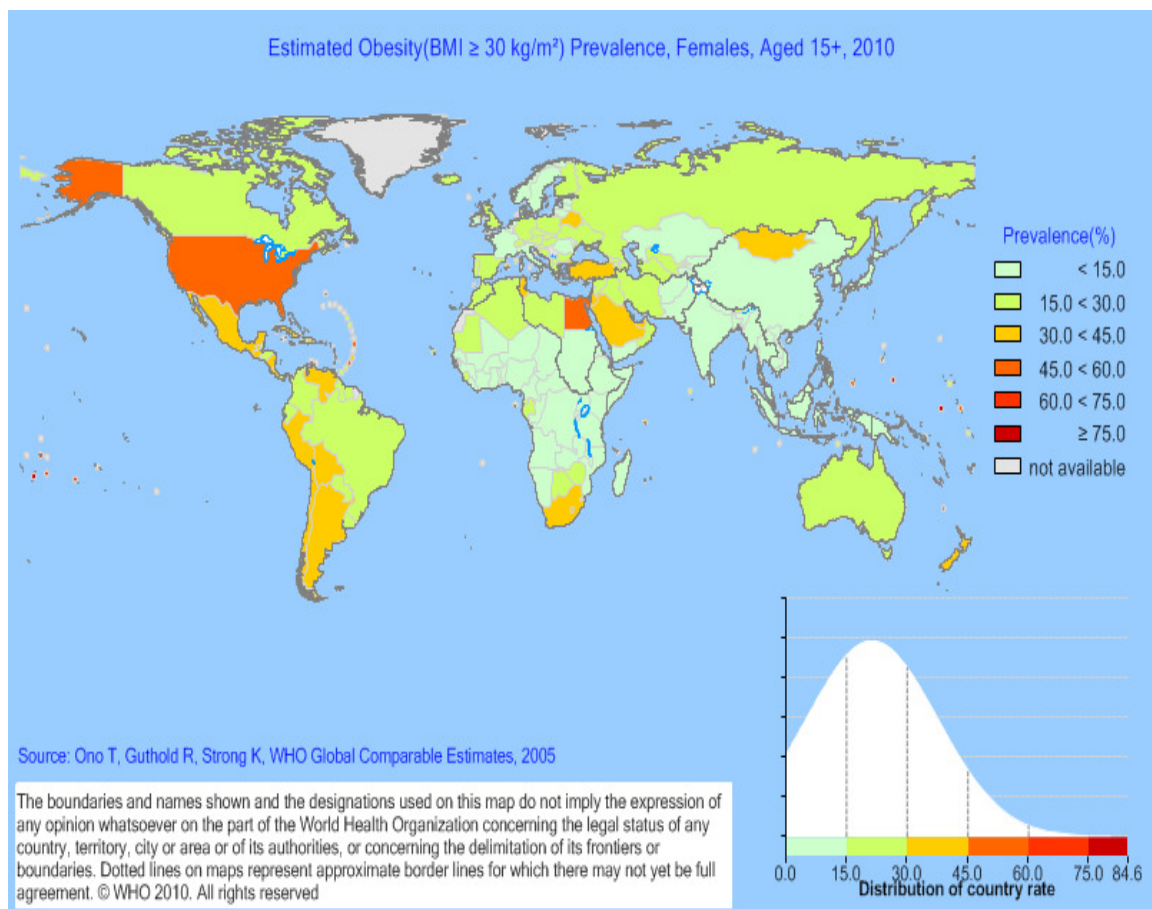 Estimated Obesity(BMI ≥ 30 kg/m²) Prevalence, Females, Aged 15+, 2010
Prevalence(%)
< 15.0
15.0 < 30.0
30.0 < 45.0
45.0 < 60.0
60.0 < 75.0
≥ 75.0
not available
Source: Ono T, Guthold R, Strong K, WHO Global Comparable Estimates, 2005
The boundaries and names shown and the designations used on this map do not imply the expression of
any opinion whatsoever on the part of the World Health Organization concerning the legal status of any
country, territory, city or area or of its authorities, or concerning the delimitation of its frontiers or
boundaries. Dotted lines on maps represent approximate border lines for which there may not yet be full
agreement. © WHO 2010. All rights reserved
0.0 15.0 30.0 45.0 60.0 75.0 84.6
Distribution of country rate